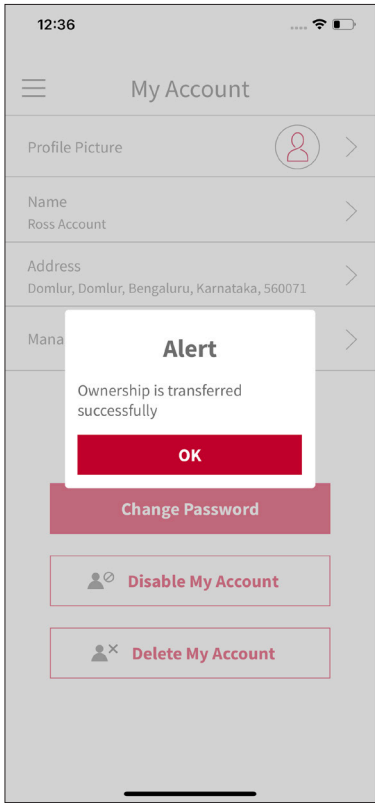 12:36
My Account
Profile Picture
Name
Ross Account
Address
Domlur, Domlur, Bengaluru, Karnataka, 560071
Mana
Alert
Ownership is transferred
successfully
OK
Change Password
Disable My Account
Delete My Account